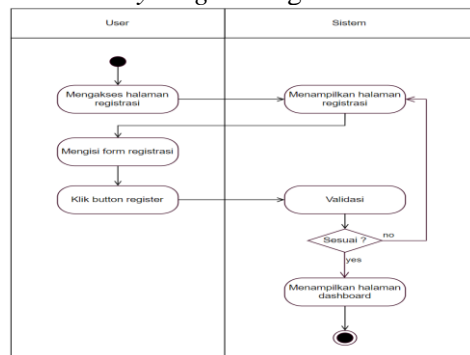 User Sistem
Mengakses halaman
registrasi
Menampilkan halaman
registrasi
Mengisi form registrasi
Klik button register
Validasi
Sesuai ?
no
yes
Menampilkan halaman
dashboard